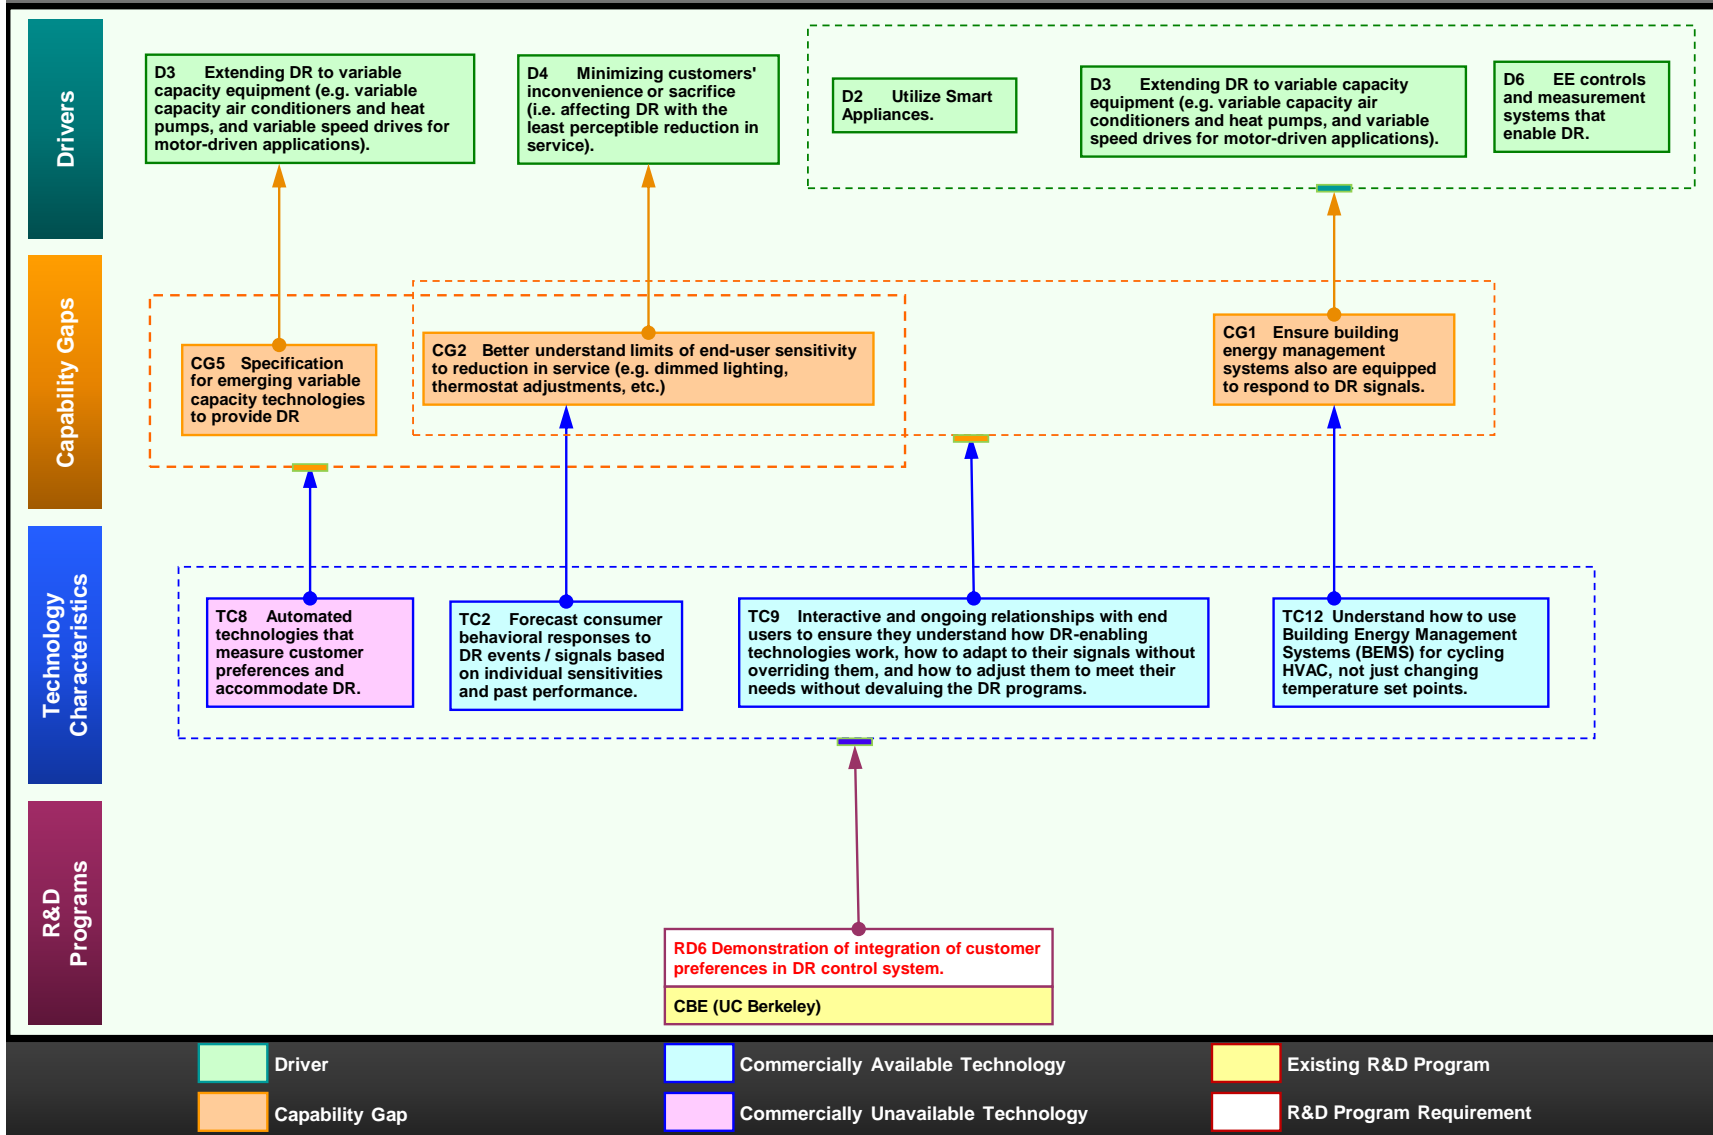 Drivers
D3 Extending DR to variable
capacity equipment (e.g. variable
capacity air conditioners and heat
pumps, and variable speed drives for
motor-driven applications).
D4 Minimizing customers'
inconvenience or sacrifice
(i.e. affecting DR with the
least perceptible reduction in
service).
D2 Utilize Smart
Appliances.
D3 Extending DR to variable capacity
equipment (e.g. variable capacity air
conditioners and heat pumps, and variable
speed drives for motor-driven applications).
D6 EE controls
and measurement
systems that
enable DR.
Capability Gaps
CG5 Specification
for emerging variable
capacity technologies
to provide DR
CG2 Better understand limits of end-user sensitivity
to reduction in service (e.g. dimmed lighting,
thermostat adjustments, etc.)
CG1 Ensure building
energy management
systems also are equipped
to respond to DR signals.
Technology
Characteristics
TC8 Automated
technologies that
measure customer
preferences and
accommodate DR.
TC2 Forecast consumer
behavioral responses to
DR events / signals based
on individual sensitivities
and past performance.
TC9 Interactive and ongoing relationships with end
users to ensure they understand how DR-enabling
technologies work, how to adapt to their signals without
overriding them, and how to adjust them to meet their
needs without devaluing the DR programs.
TC12 Understand how to use
Building Energy Management
Systems (BEMS) for cycling
HVAC, not just changing
temperature set points.
R&D
Programs
RD6 Demonstration of integration of customer
preferences in DR control system.
CBE (UC Berkeley)
Driver
Commercially Available Technology
Existing R&D Program
Capability Gap
Commercially Unavailable Technology
R&D Program Requirement